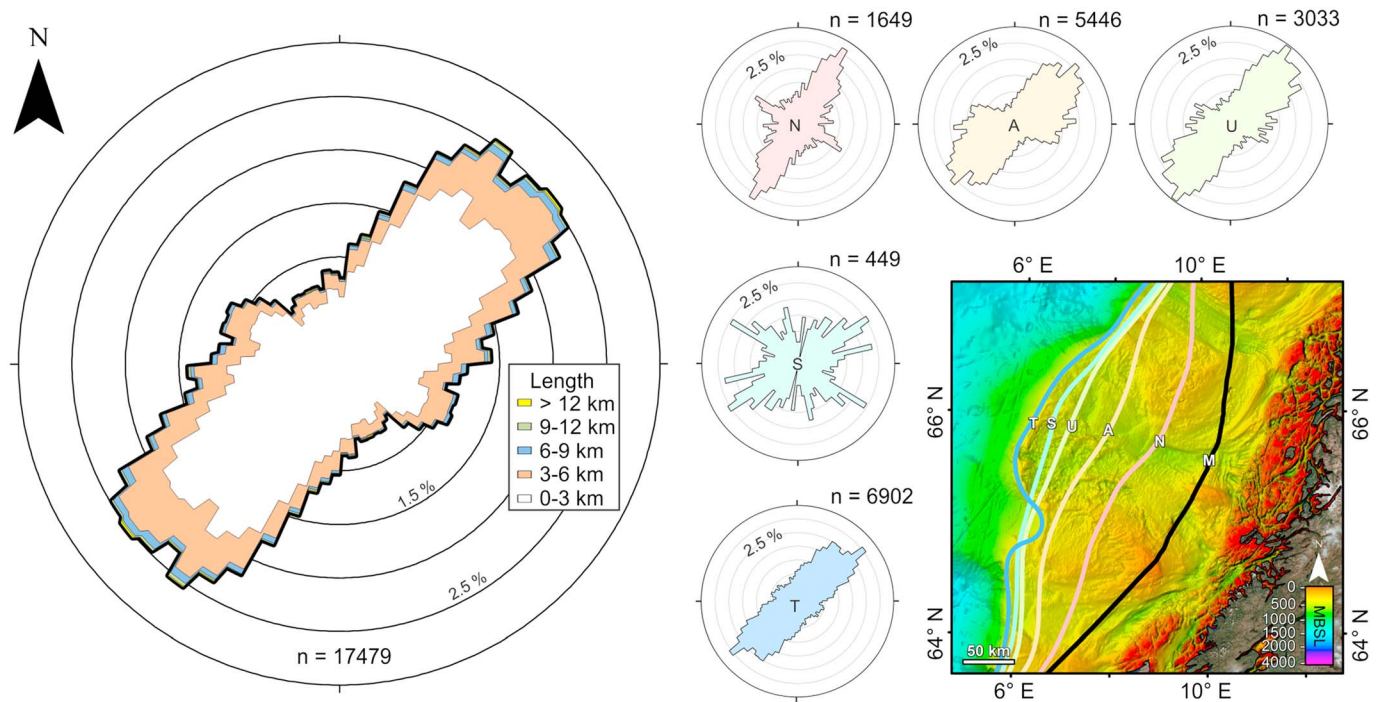 N
1.5 %
2.5 %
n = 17479
Length
> 12 km
9-12 km
6-9 km
3-6 km
0-3 km
n = 1649
2.5 %
N
n = 5446
2.5 %
A
n = 3033
2.5 %
U
n = 449
2.5 %
S
n = 6902
2.5 %
T
6° E
10° E
66° N
66° N
T S U A N M
64° N
64° N
N
0
500
1000
1500
2000
4000
MBSL
50 km
6° E
10° E